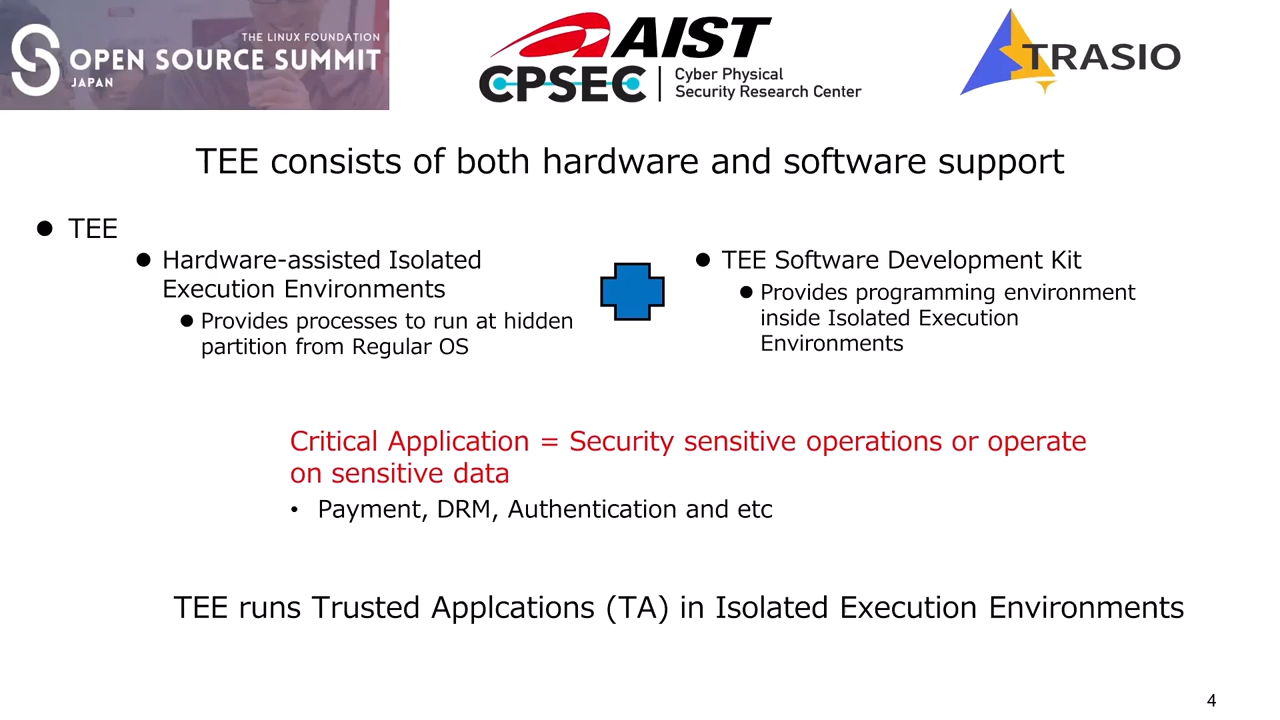 THE LINUX FOUNDATION
OPEN SOURCE SUMMIT
JAPAN
AIST
CPSEC
Cyber Physical
Security Research Center
TRASIO
TEE consists of both hardware and software support
● TEE
● Hardware-assisted Isolated
Execution Environments
● Provides processes to run at hidden
partition from Regular OS
● TEE Software Development Kit
● Provides programming environment
inside Isolated Execution
Environments
Critical Application = Security sensitive operations or operate
on sensitive data
• Payment, DRM, Authentication and etc
TEE runs Trusted Applcations (TA) in Isolated Execution Environments
4